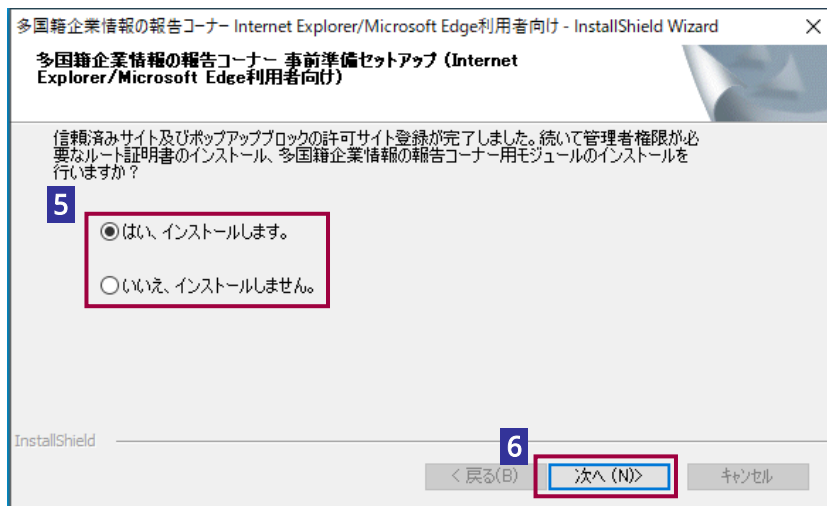 多国籍企業情報の報告コーナー Internet Explorer/Microsoft Edge利用者向け - InstallShield Wizard
多国籍企業情報の報告コーナー 事前準備セットアップ (Internet
Explorer/Microsoft Edge利用者向け)
信頼済みサイト及びポップアップブロックの許可サイト登録が完了しました。続いて管理者権限が必
要なルート証明書のインストール、多国籍企業情報の報告コーナー用モジュールのインストールを
行いますか？
5
はい、インストールします。
いいえ、インストールしません。
InstallShield
6
< 戻る(B)
次へ (N)>
キャンセル